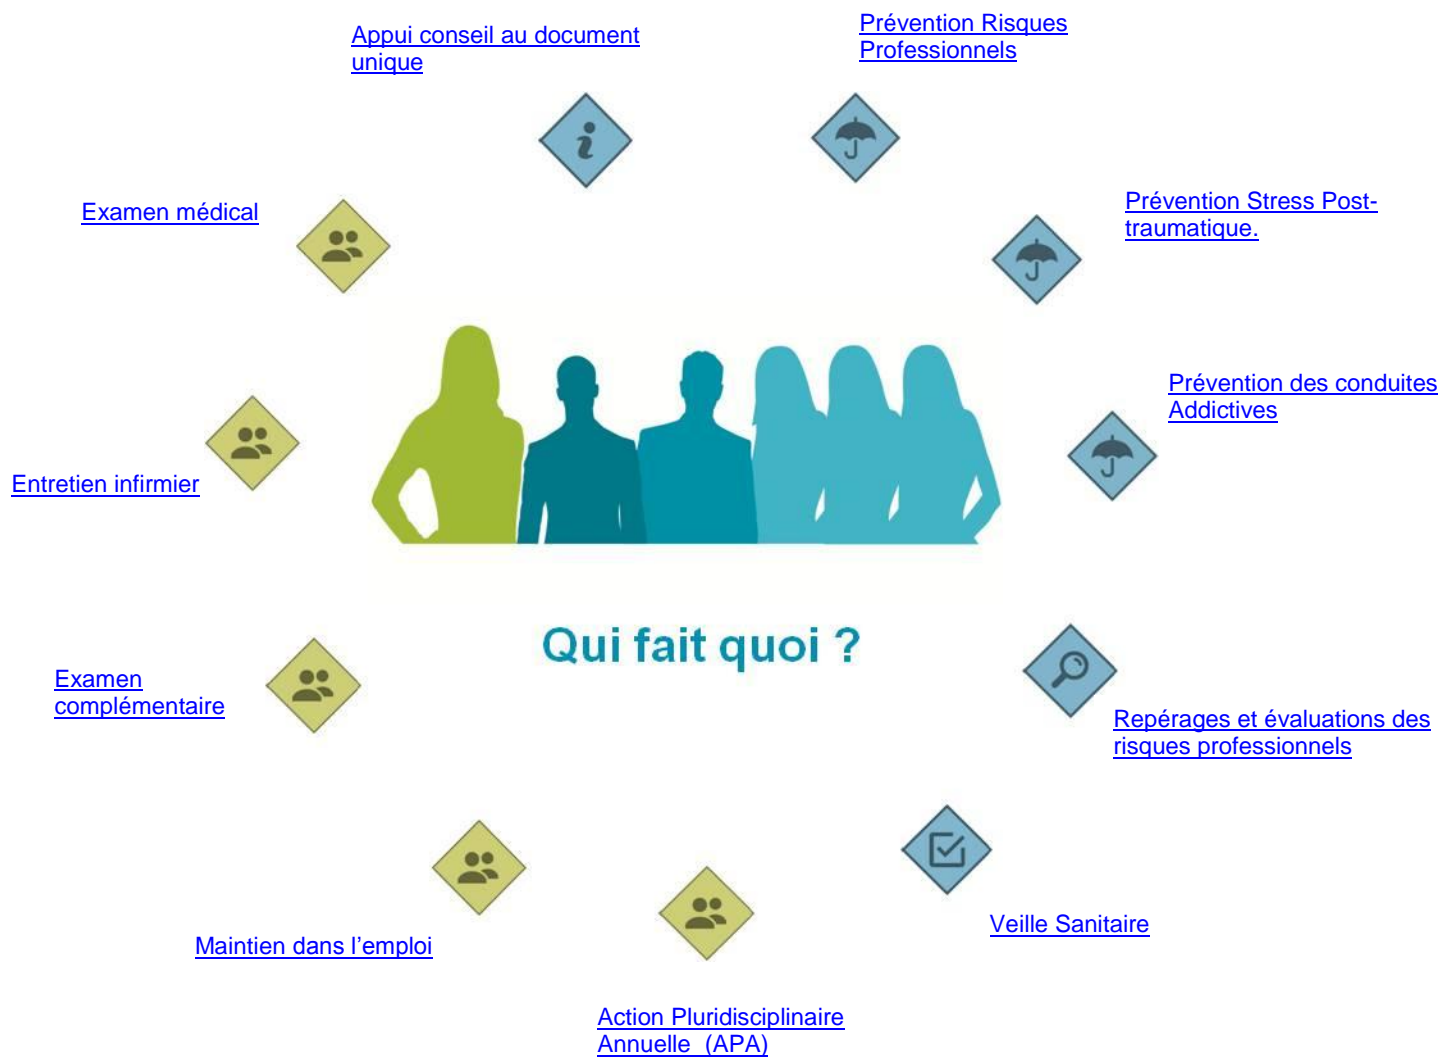 Appui conseil au document
unique
Prévention Risques
Professionnels
Examen médical
Prévention Stress Post-
traumatique.
Prévention des conduites
Addictives
Entretien infirmier
Qui fait quoi ?
Examen
complémentaire
Repérages et évaluations des
risques professionnels
Veille Sanitaire
Maintien dans l’emploi
Action Pluridisciplinaire
Annuelle  (APA)